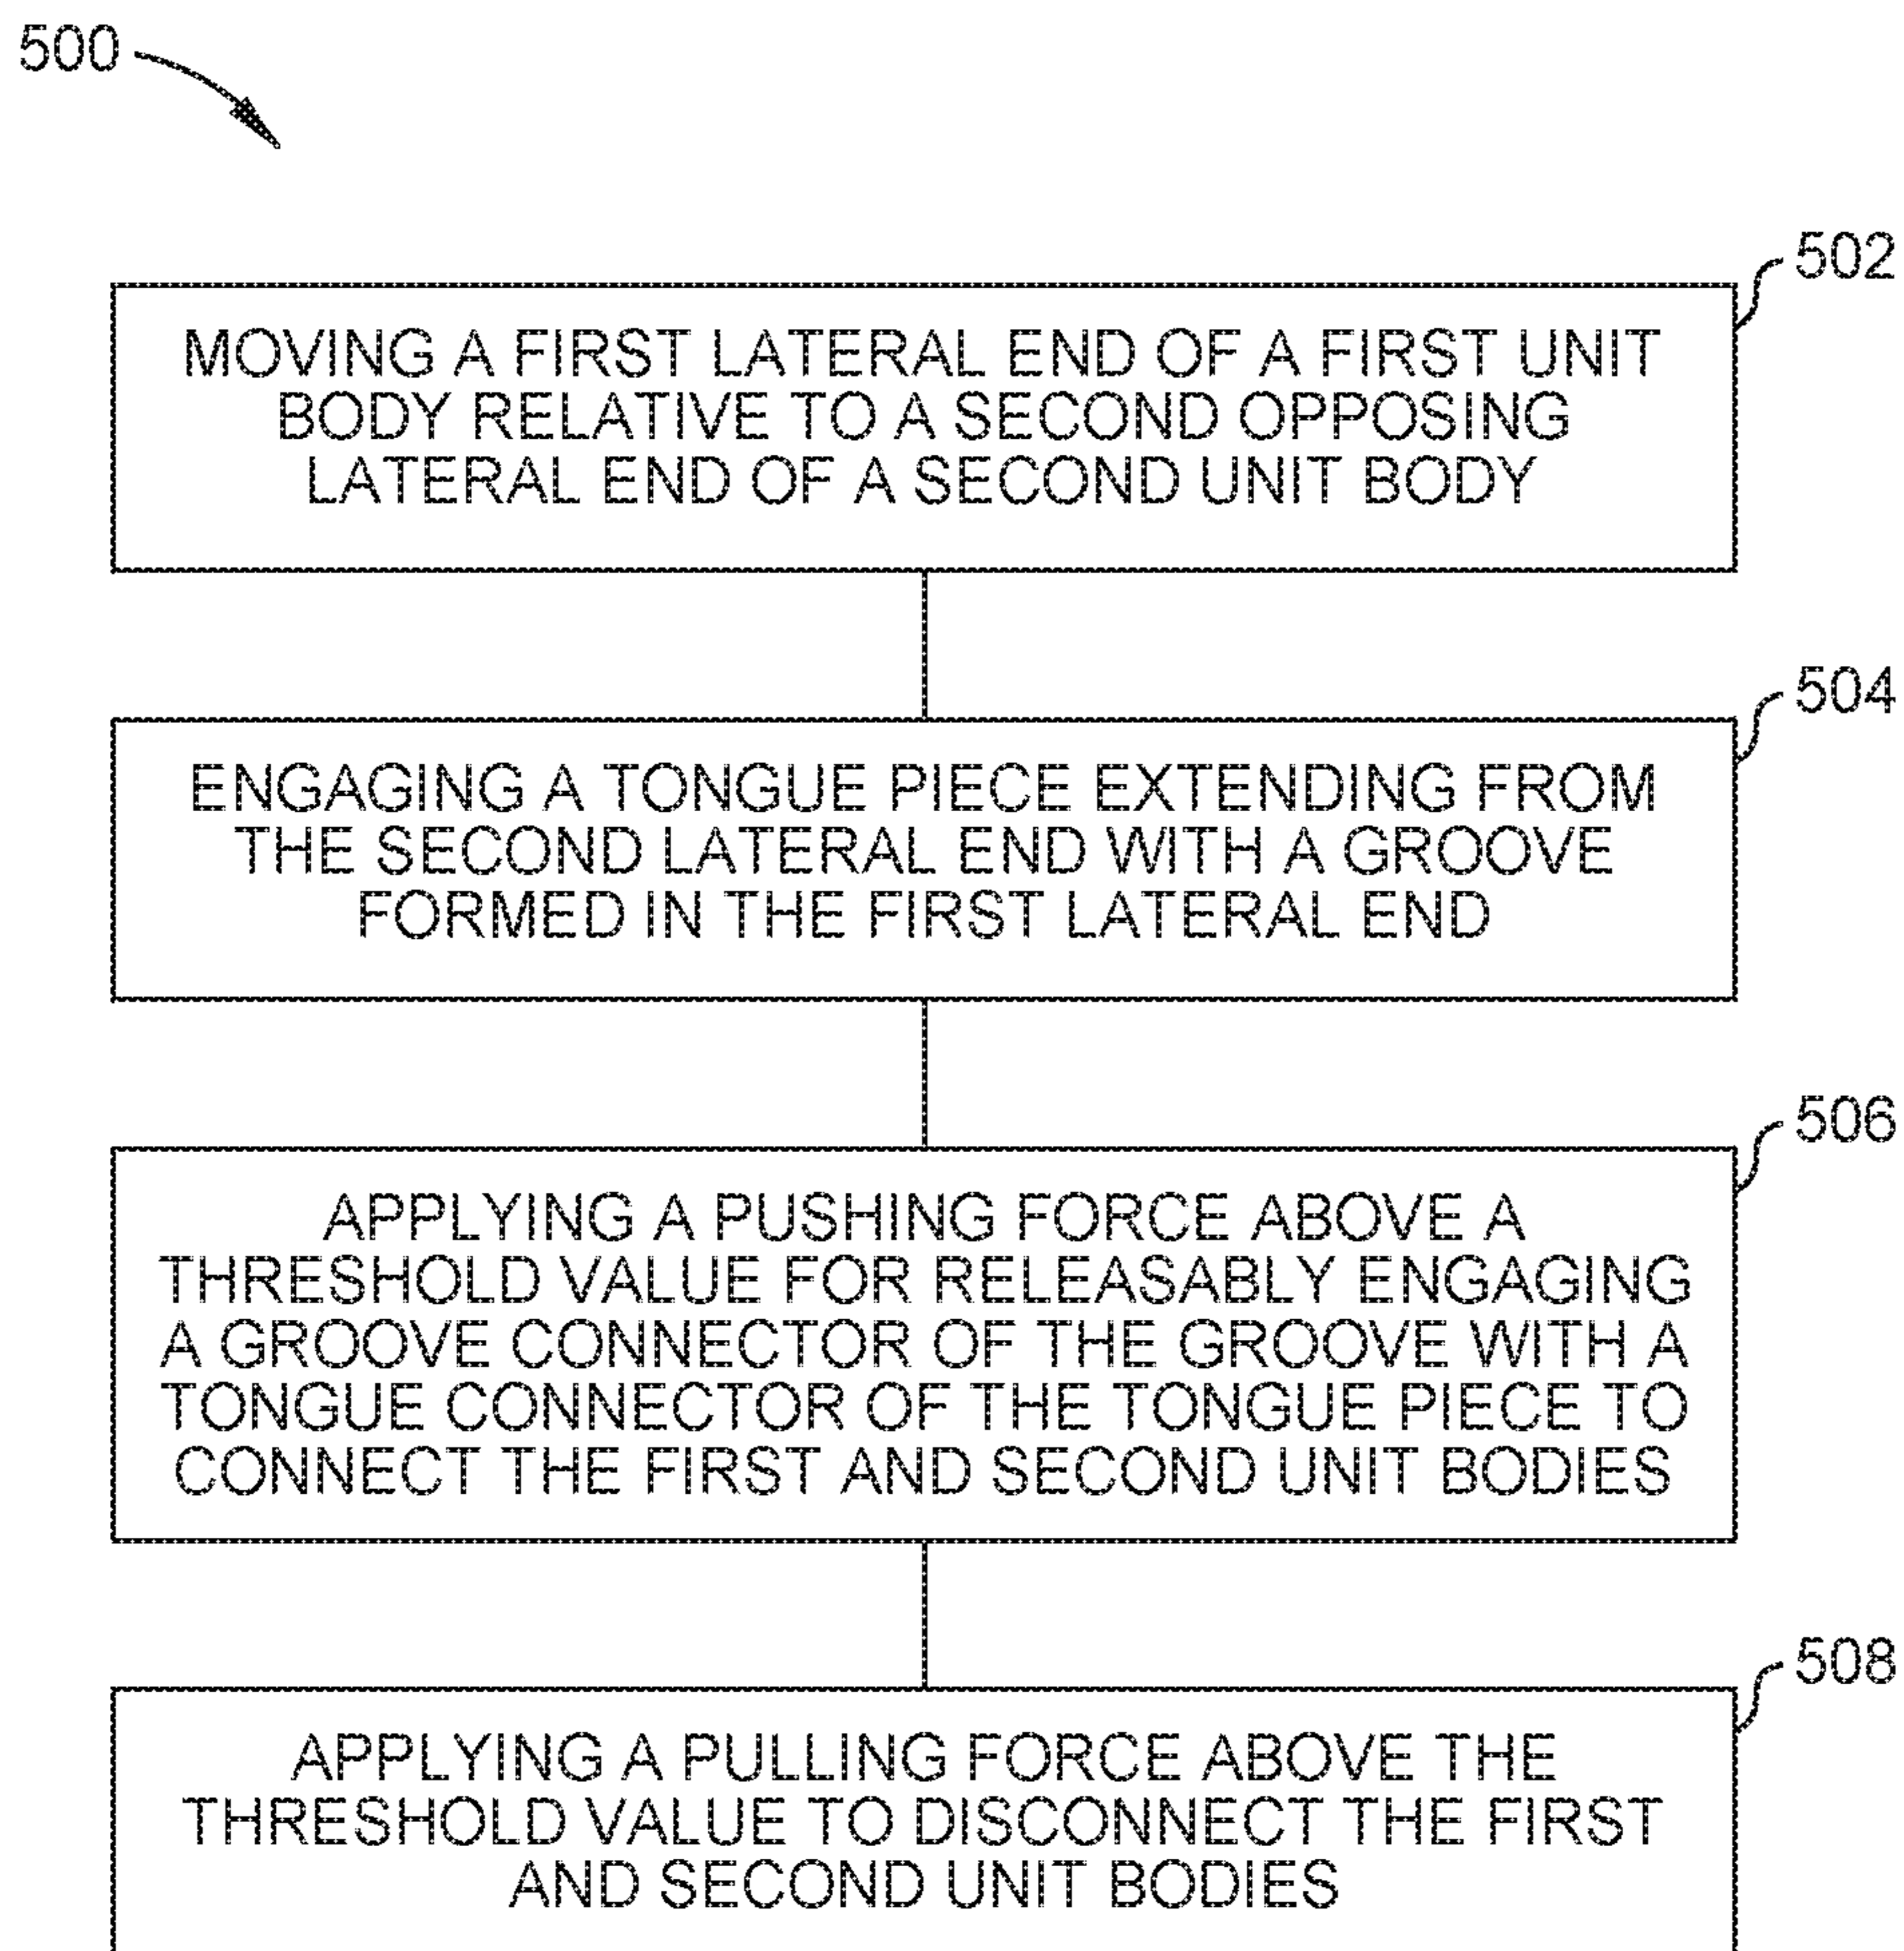 500
502
MOVING A FIRST LATERAL END OF A FIRST UNIT
BODY RELATIVE TO A SECOND OPPOSING
LATERAL END OF A SECOND UNIT BODY
504
ENGAGING A TONGUE PIECE EXTENDING FROM
THE SECOND LATERAL END WITH A GROOVE
FORMED IN THE FIRST LATERAL END
506
APPLYING A PUSHING FORCE ABOVE A
THRESHOLD VALUE FOR RELEASABLY ENGAGING
A GROOVE CONNECTOR OF THE GROOVE WITH A
TONGUE CONNECTOR OF THE TONGUE PIECE TO
CONNECT THE FIRST AND SECOND UNIT BODIES
508
APPLYING A PULLING FORCE ABOVE THE
THRESHOLD VALUE TO DISCONNECT THE FIRST
AND SECOND UNIT BODIES